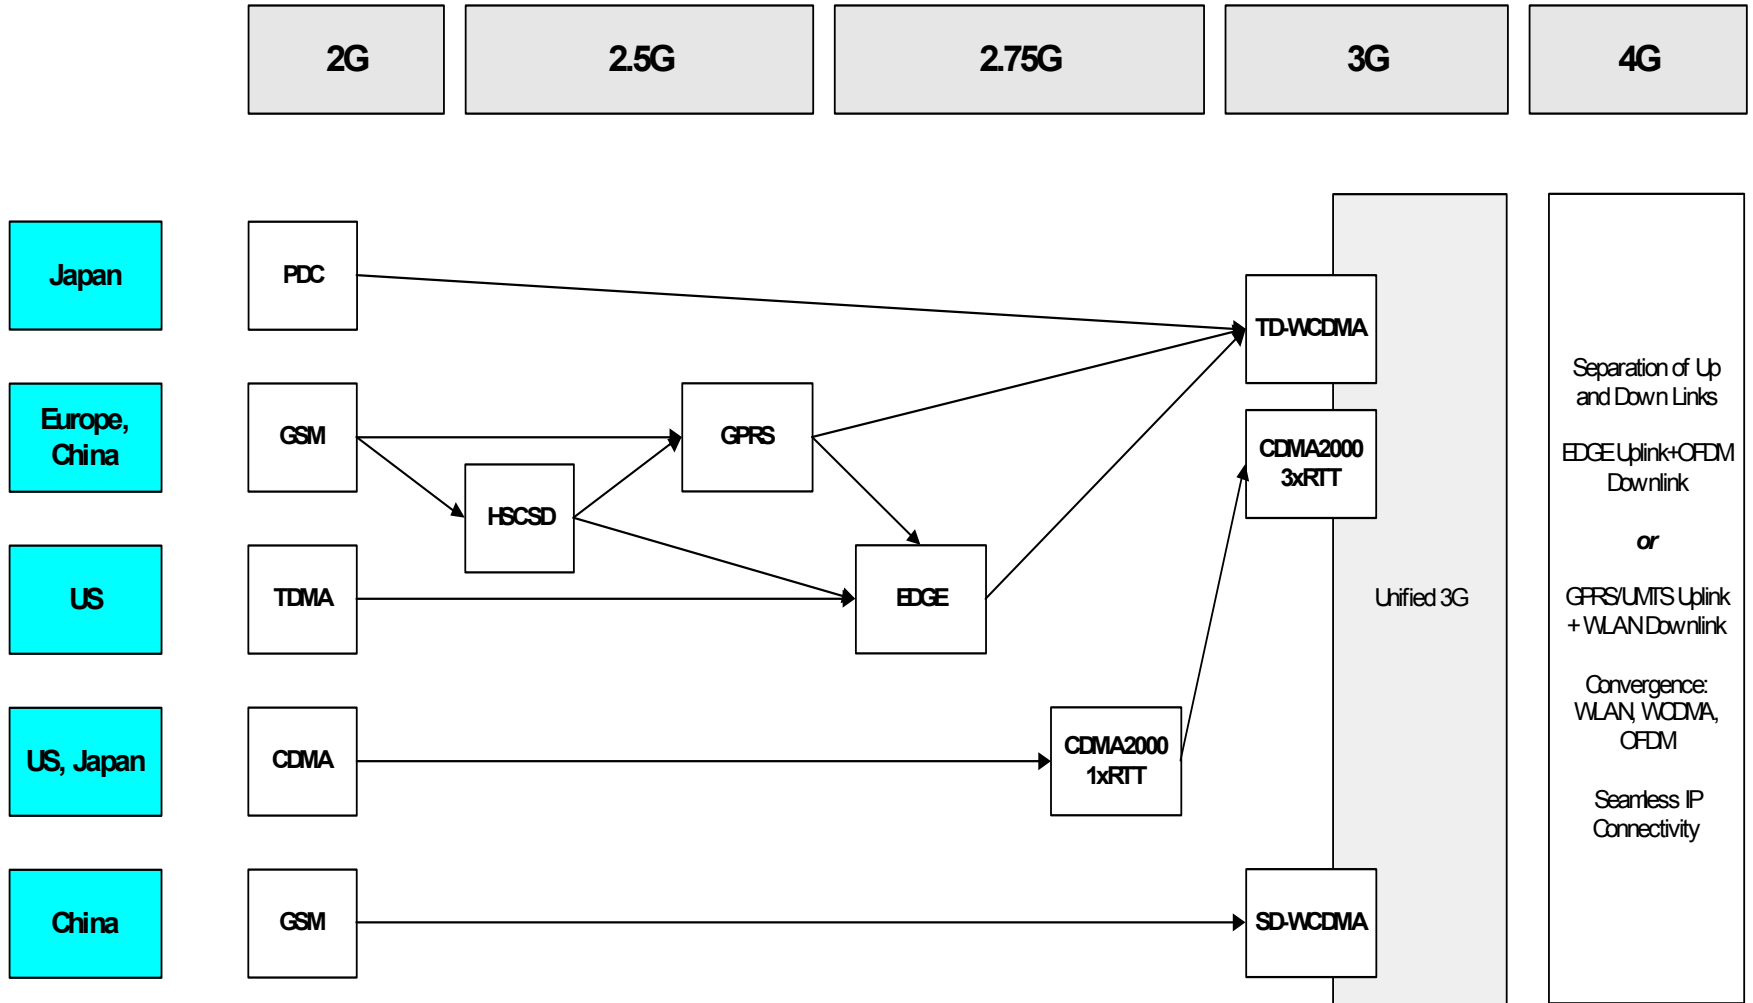 2G
2.5G
2.75G
3G
4G
Japan
PDC
TD-WCDMA
Europe,
China
GSM
GPRS
HSCSD
CDMA2000
3xRTT
US
TDMA
EDGE
Unified 3G
US, Japan
CDMA
CDMA2000
1xRTT
China
GSM
SD-WCDMA
Separation of Up
and Down Links
EDGE Uplink+OFDM
Downlink
or
GPRS/UMTS Uplink
+ WLAN Downlink
Convergence:
WLAN, WCDMA,
OFDM
Seamless IP
Connectivity